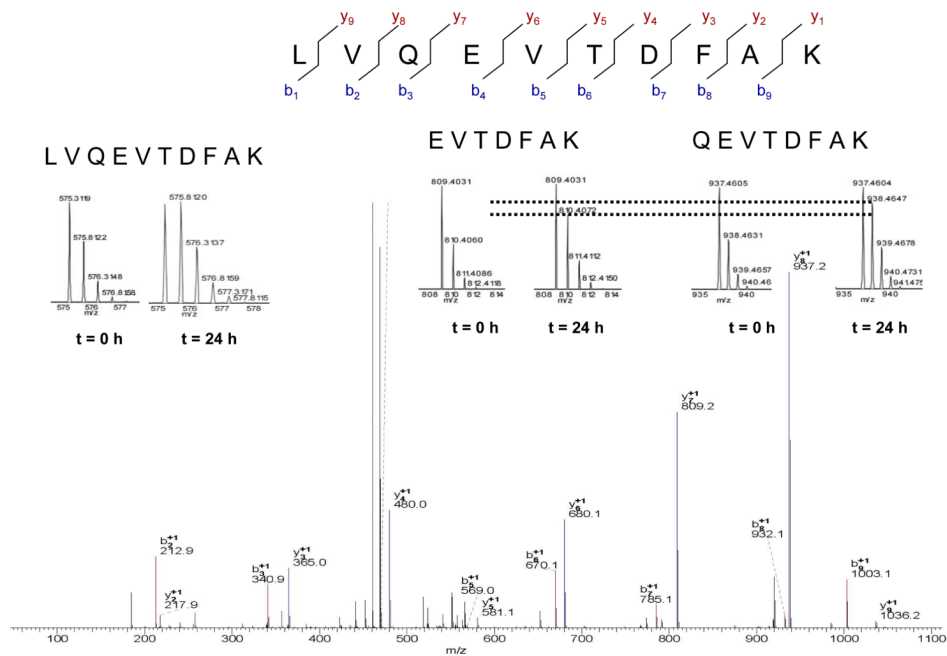 y9 y8 y7 y6 y5 y4 y3 y2 y1
L V Q E V T D F A K
b1 b2 b3 b4 b5 b6 b7 b8 b9
L V Q E V T D F A K
E V T D F A K
Q E V T D F A K
575.3119
575.8122
576.3148
576.8158
575 576 577
m/z
t = 0 h
575.8120
576.3137
576.8159
577.3171
577.8115
575 576 577 578
m/z
t = 24 h
809.4031
810.4060
811.4086
812.4118
808 810 812 814
m/z
t = 0 h
809.4031
810.4072
811.4112
812.4150
808 810 812 814
m/z
t = 24 h
937.4605
938.4631
939.4657
940.46
935 940
m/z
t = 0 h
937.4604
938.4647
939.4678
940.4731
941.475
935 940
m/z
t = 24 h
b2+1
212.9
y2+1
217.9
b3+1
340.9
y3+1
365.0
y4+1
480.0
b5+1
569.0
y5+1
581.1
b6+1
670.1
y6+1
680.1
b7+1
785.1
y7+1
809.2
b8+1
932.1
y8+1
937.2
b9+1
1003.1
y9+1
1036.2
100 200 300 400 500 600 700 800 900 1000 1100
m/z